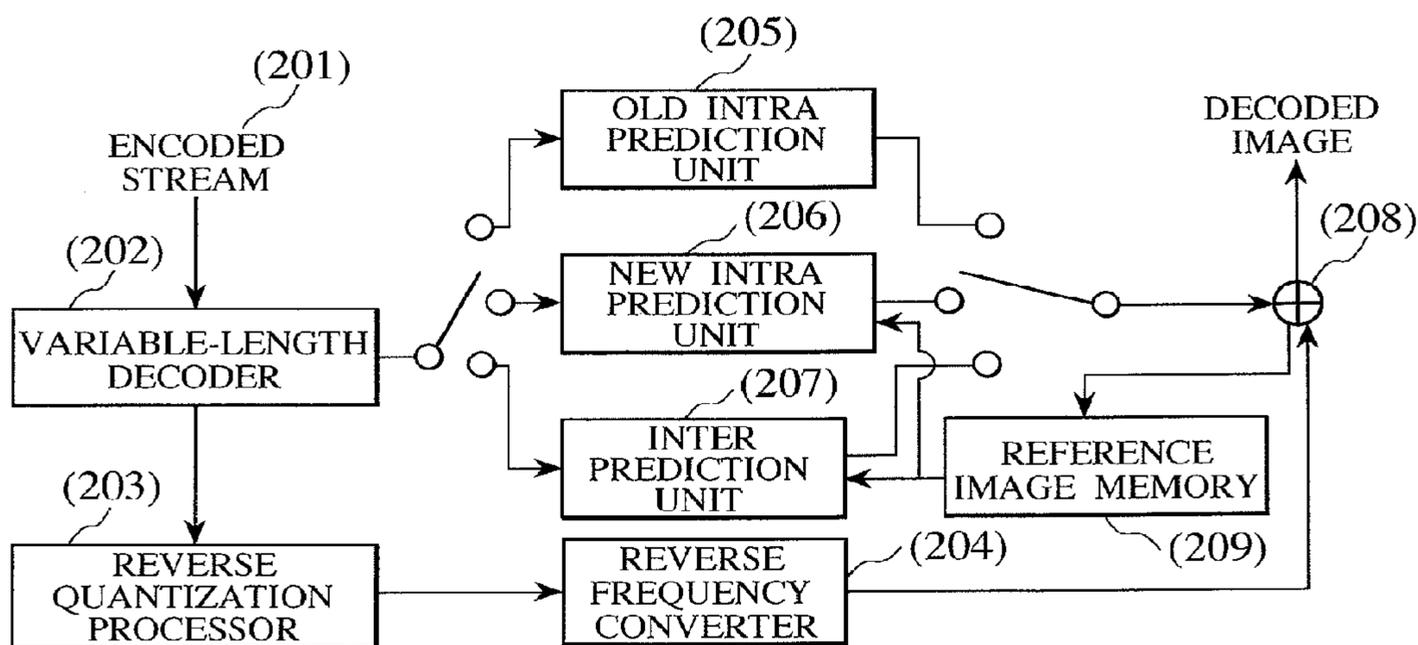 (205)
(201)
OLD INTRA
PREDICTION
UNIT
DECODED
IMAGE
ENCODED
STREAM
(206)
(208)
(202)
NEW INTRA
PREDICTION
UNIT
VARIABLE-LENGTH
DECODER
(207)
INTER
PREDICTION
UNIT
REFERENCE
IMAGE MEMORY
(203)
(204)
(209)
REVERSE
QUANTIZATION
PROCESSOR
REVERSE
FREQUENCY
CONVERTER